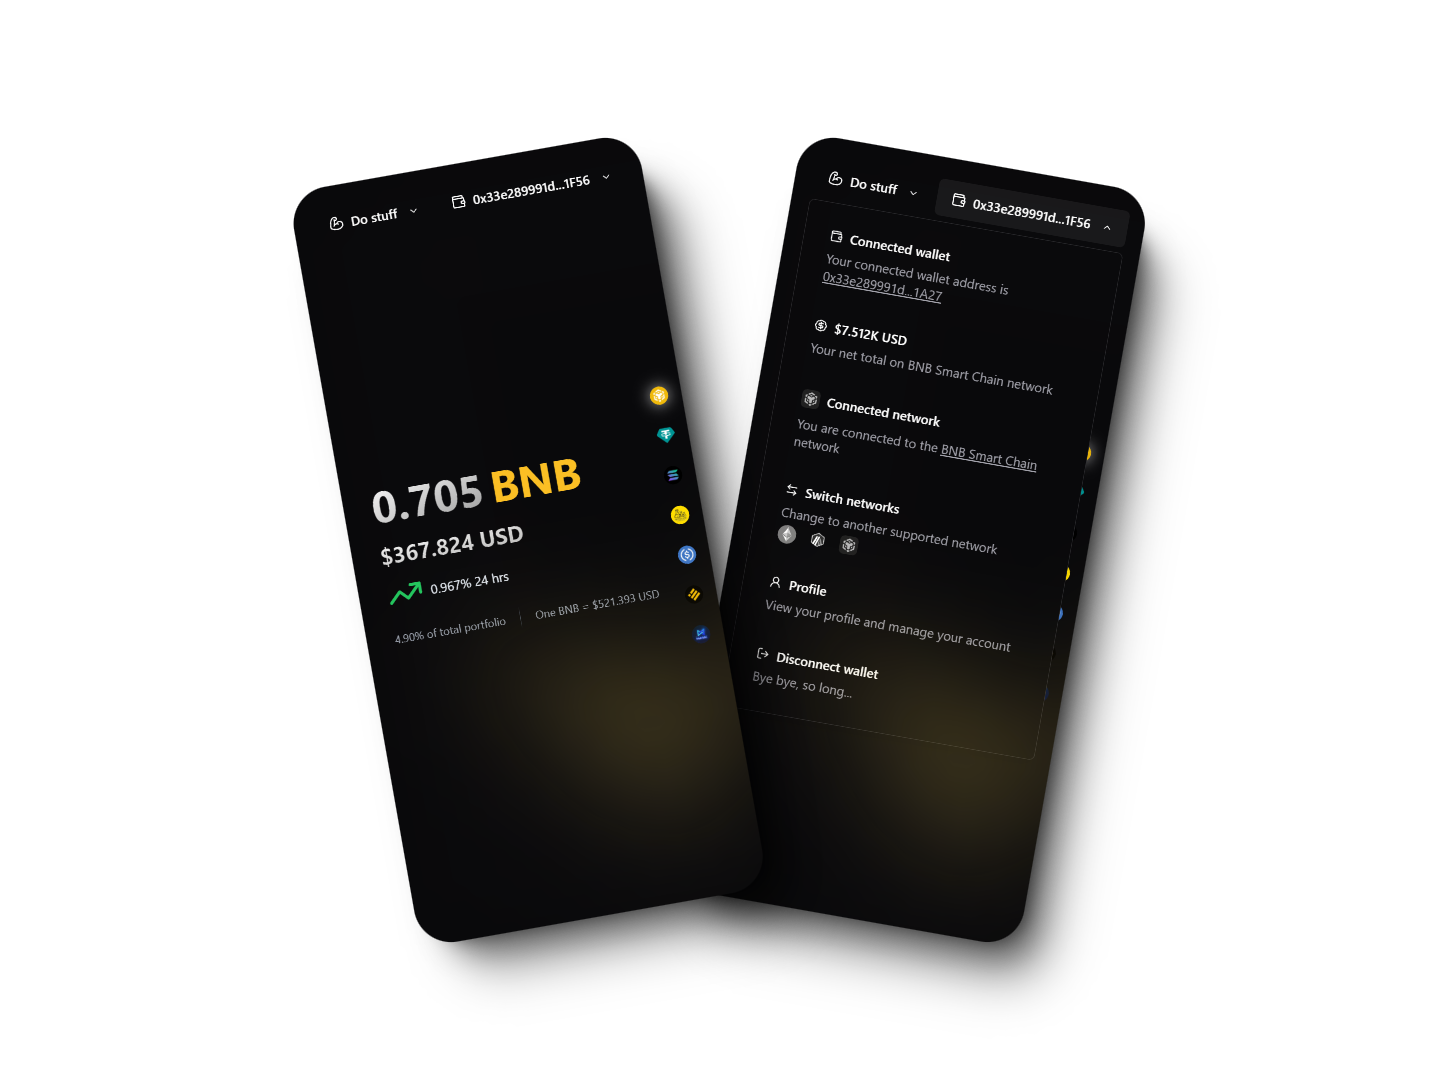 Do stuff
0x33e289991d...1F56
0.705 BNB
$367.824 USD
0.967% 24 hrs
4.90% of total portfolio
One BNB = $521.393 USD
Do stuff
0x33e289991d...1F56
Connected wallet
Your connected wallet address is
0x33e289991d...1A27
$7.512K USD
Your net total on BNB Smart Chain network
Connected network
You are connected to the BNB Smart Chain
network
Switch networks
Change to another supported network
Profile
View your profile and manage your account
Disconnect wallet
Bye bye, so long...